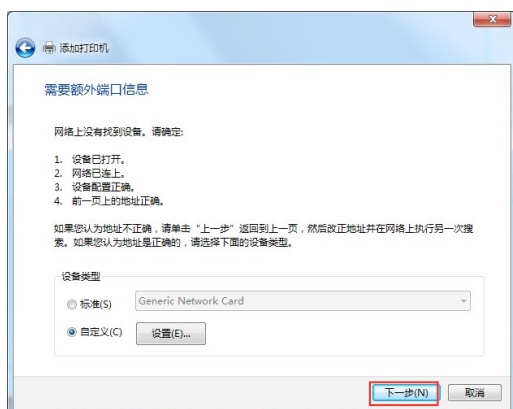 添加打印机
需要额外端口信息
网络上没有找到设备。请确定:
1. 设备已打开。
2. 网络已连上。
3. 设备配置正确。
4. 前一页上的地址正确。
如果您认为地址不正确，请单击“上一步”返回到上一页，然后改正地址并在网络上执行另一次搜
索。如果您认为地址是正确的，请选择下面的设备类型。
设备类型
标准(S) Generic Network Card
自定义(C) 设置(E)...
下一步(N) 取消